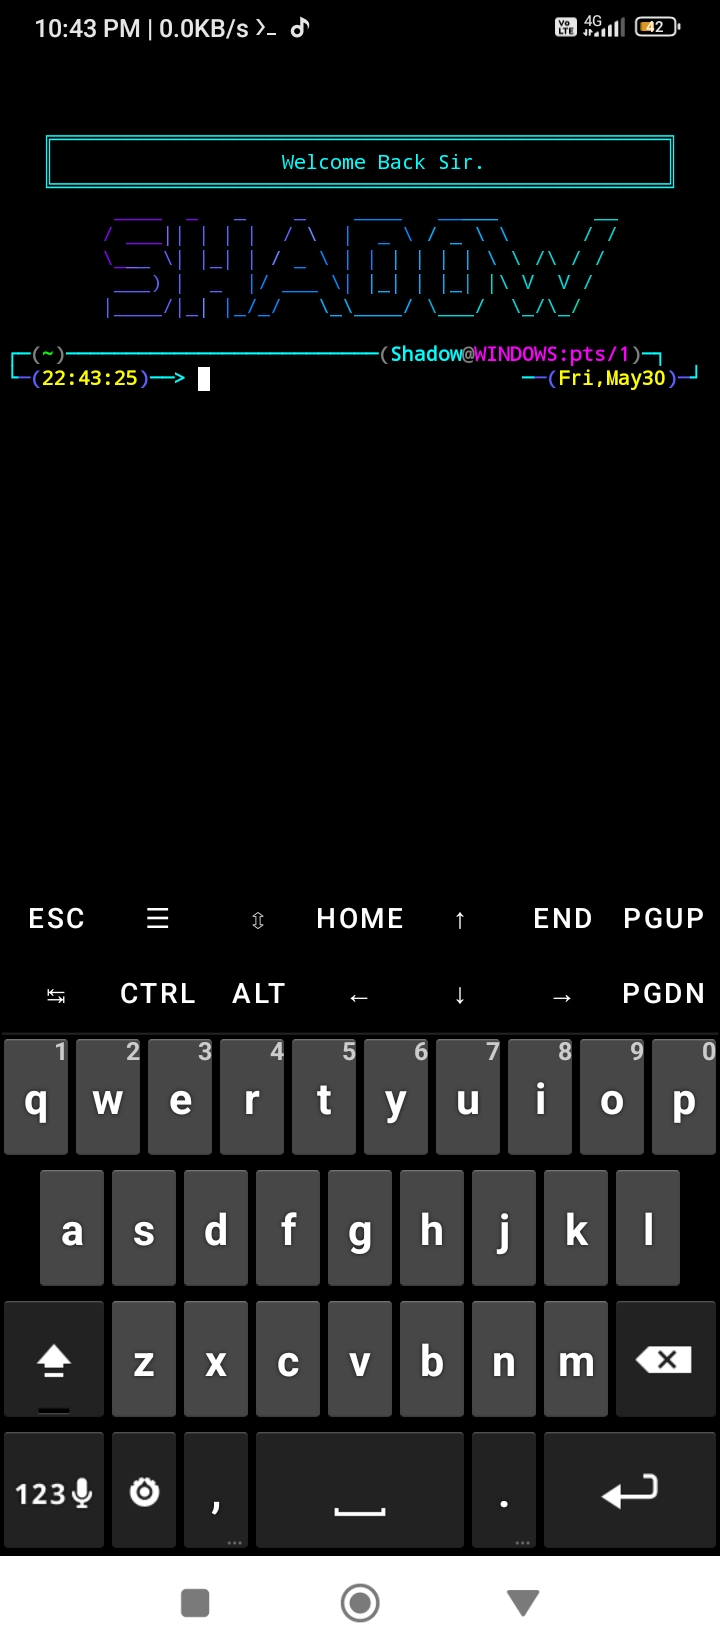 10:43 PM | 0.0KB/s
4G
Vo LTE
42
Welcome Back Sir.
SHADOW
(~)(Shadow@WINDOWS:pts/1)
(22:43:25)—> (Fri,May30)
ESC HOME ↑ END PGUP
CTRL ALT ← ↓ → PGDN
1 2 3 4 5 6 7 8 9 0
q w e r t y u i o p
a s d f g h j k l
z x c v b n m
123 , .